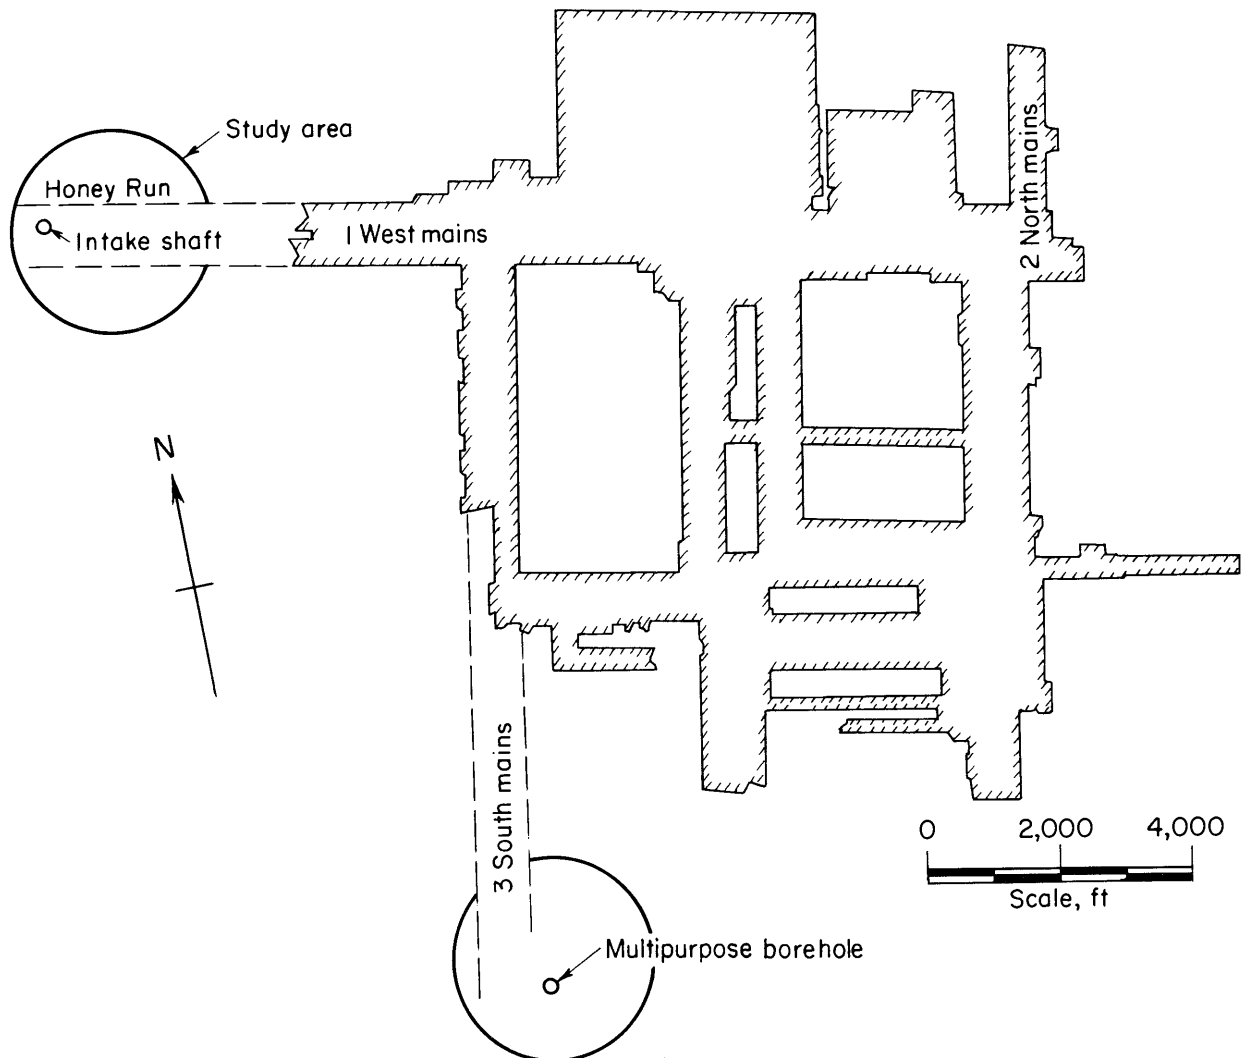 Study area
Honey Run
Intake shaft
1 West mains
2 North mains
N
3 South mains
0 2,000 4,000
Scale, ft
Multipurpose borehole